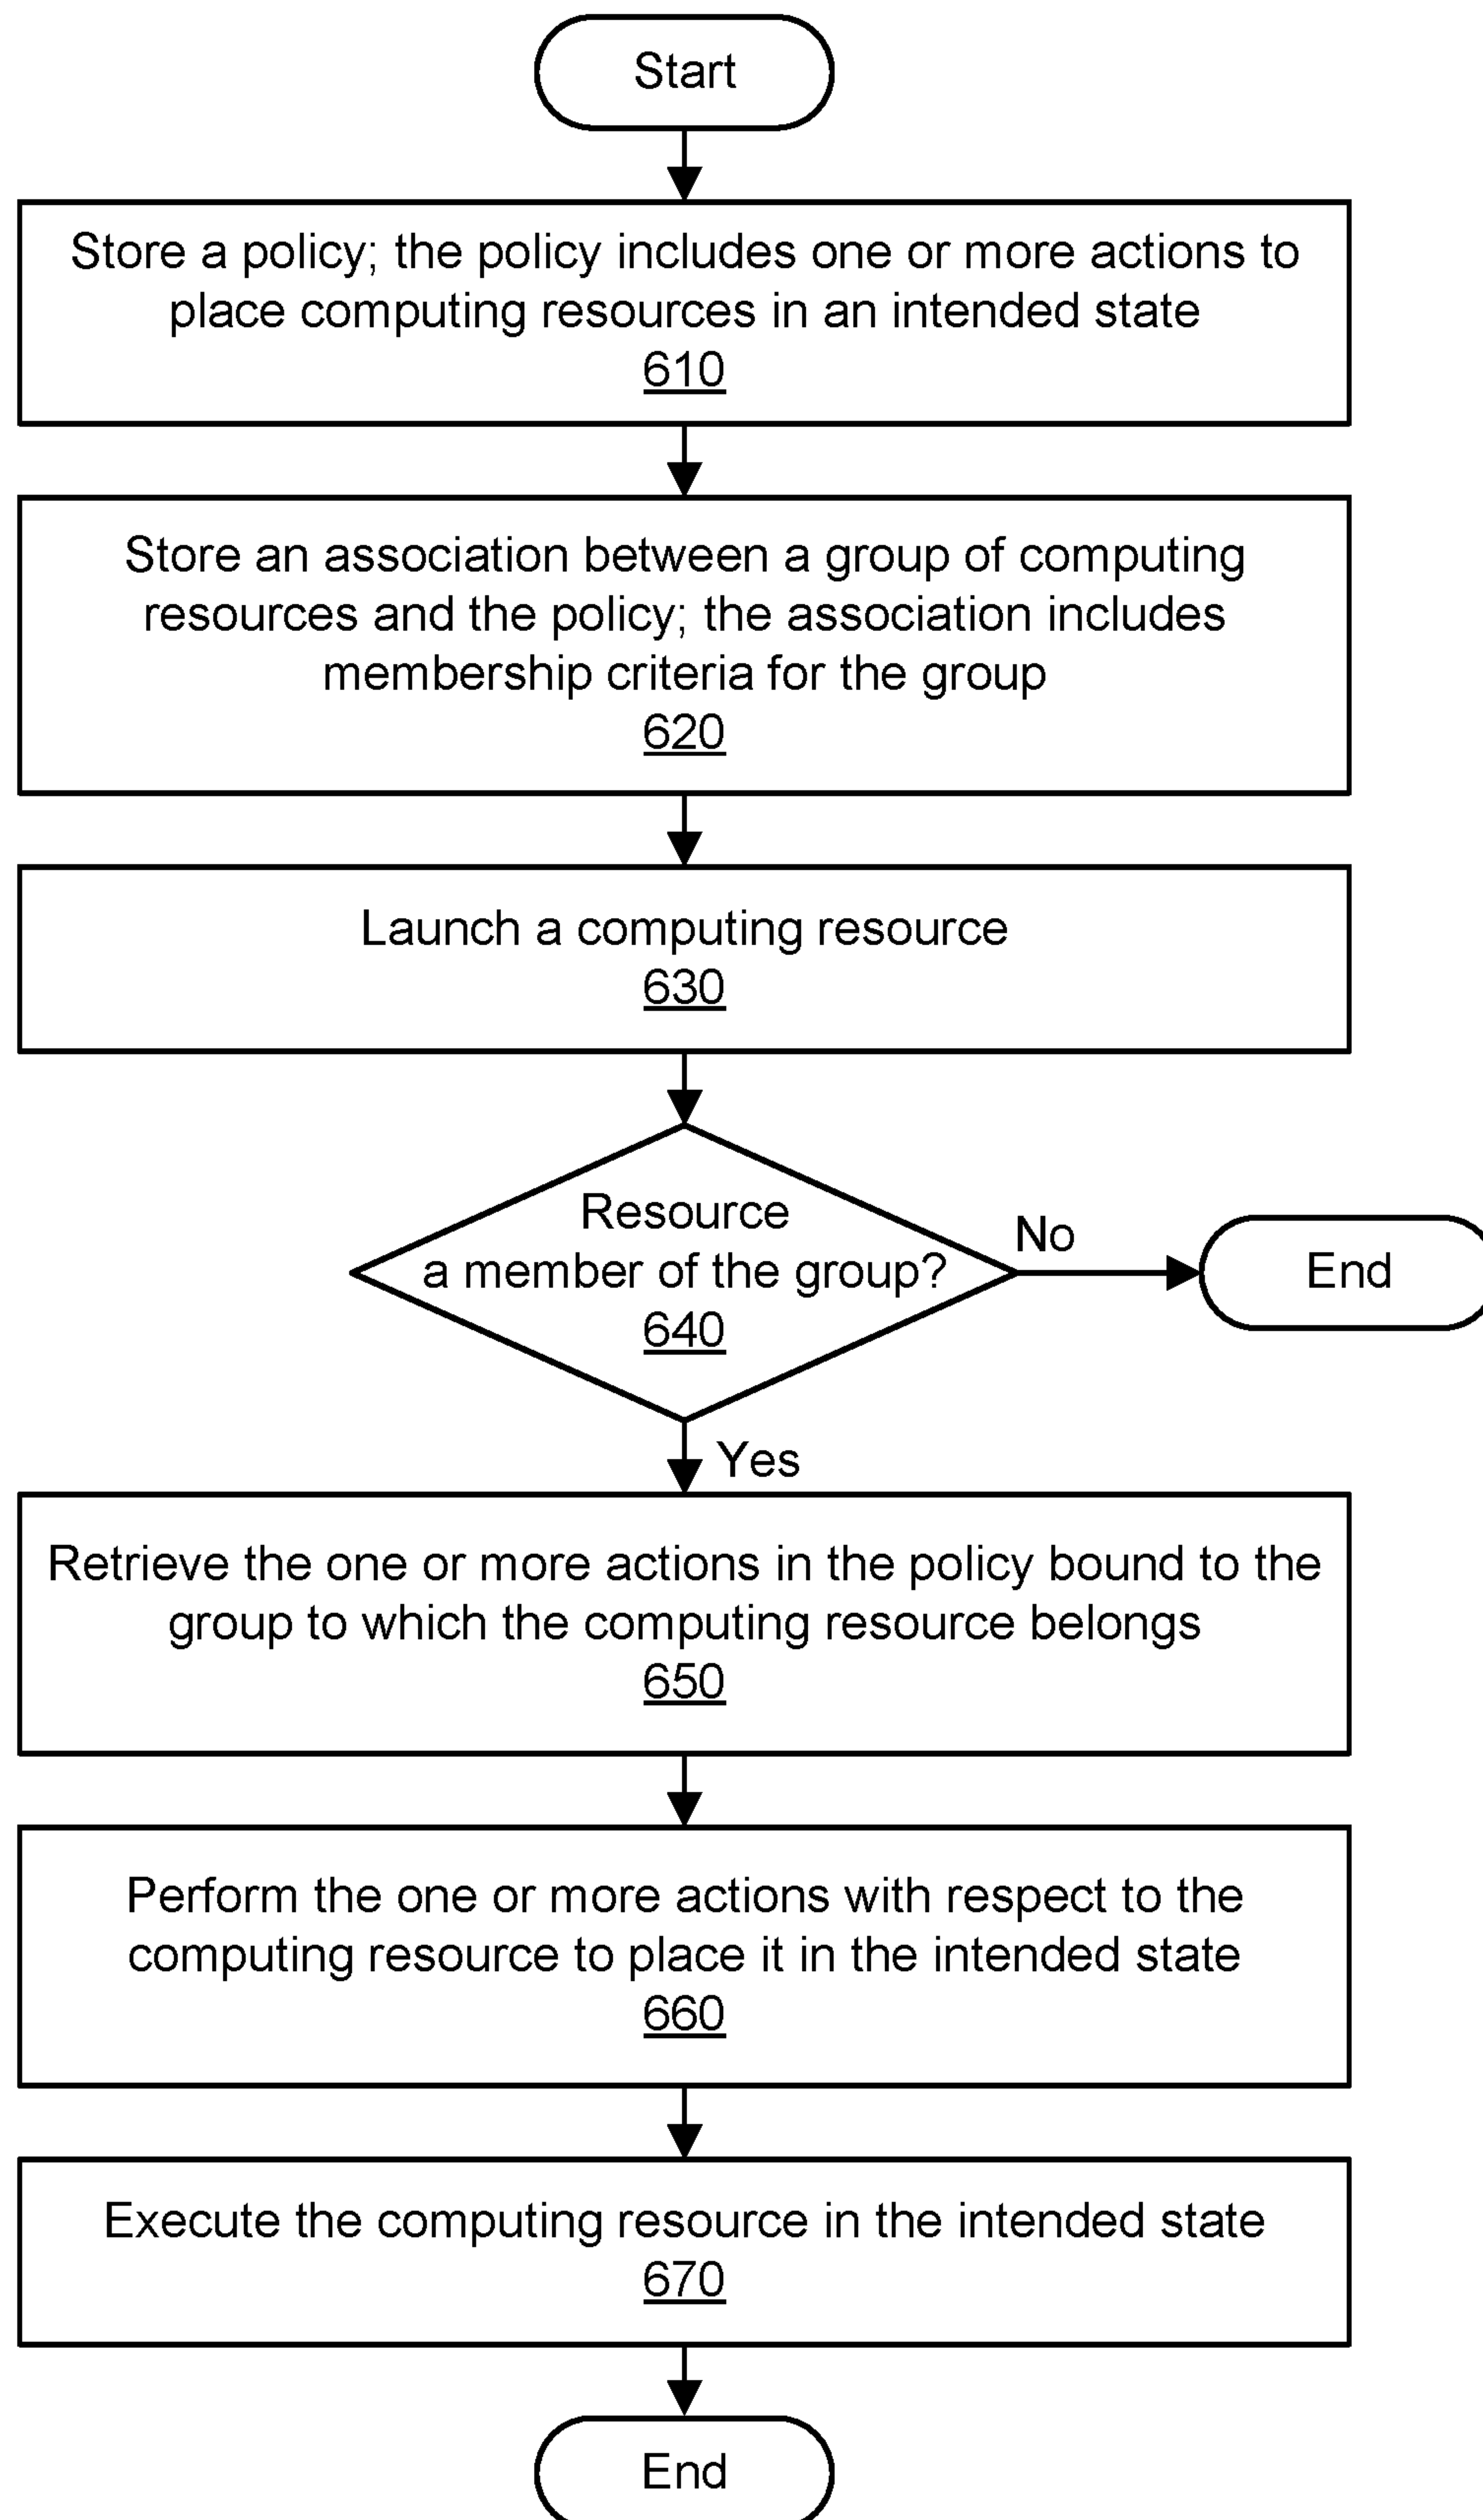 Start
Store a policy; the policy includes one or more actions to
place computing resources in an intended state
610
Store an association between a group of computing
resources and the policy; the association includes
membership criteria for the group
620
Launch a computing resource
630
Resource
a member of the group?
640
No
End
Yes
Retrieve the one or more actions in the policy bound to the
group to which the computing resource belongs
650
Perform the one or more actions with respect to the
computing resource to place it in the intended state
660
Execute the computing resource in the intended state
670
End